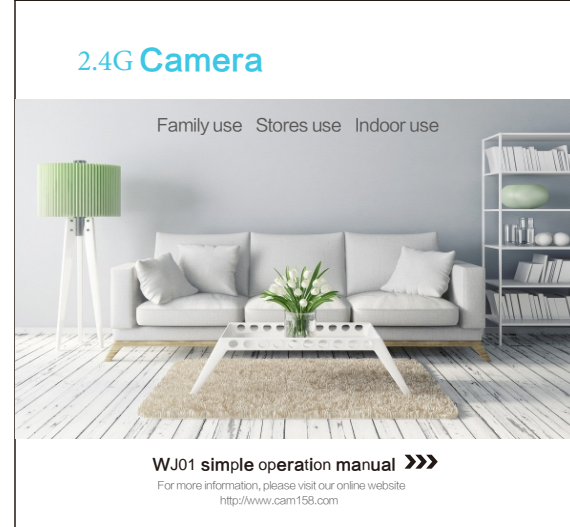 2.4G Camera
Family use Stores use Indoor use
WJ01 simple operation manual
For more information, please visit our online website
http://www.cam158.com